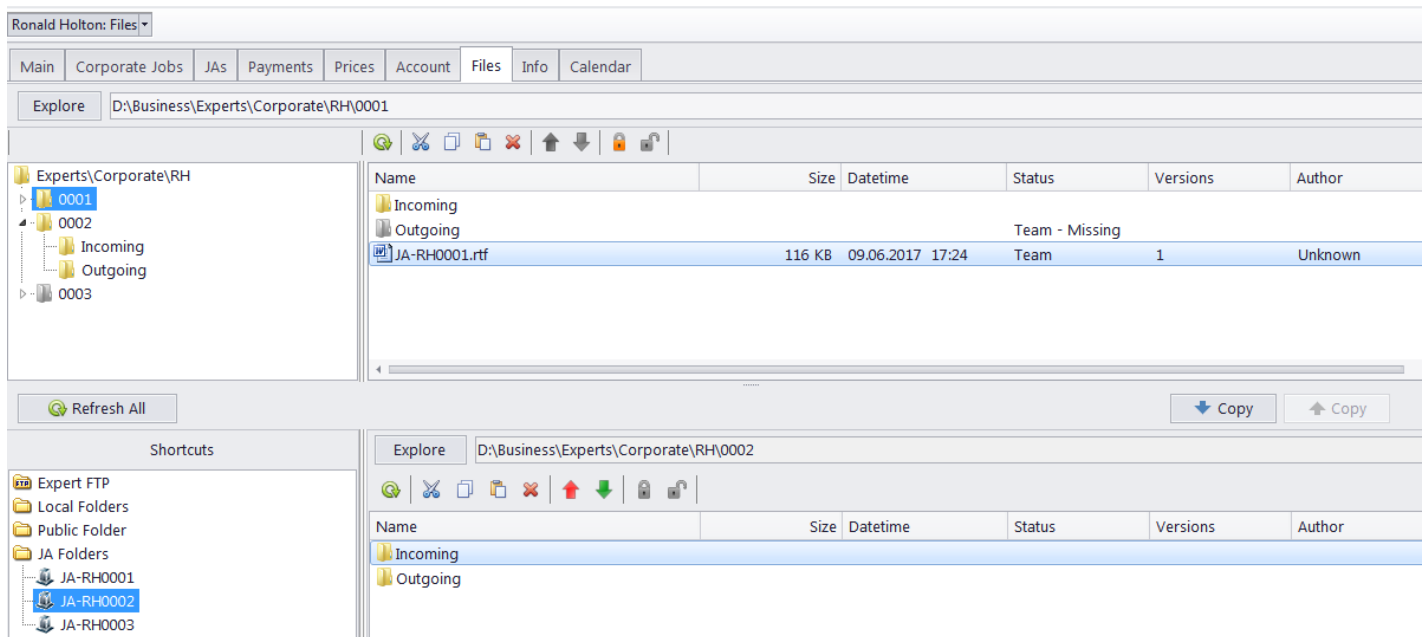 Ronald Holton: Files
Main Corporate Jobs JAs Payments Prices Account Files Info Calendar
Explore D:\Business\Experts\Corporate\RH\0001
Experts\Corporate\RH
0001
0002
Incoming
Outgoing
0003
Name Size Datetime Status Versions Author
Incoming
Outgoing Team - Missing
JA-RH0001.rtf 116 KB 09.06.2017 17:24 Team 1 Unknown
Refresh All Copy Copy
Shortcuts
Expert FTP
Local Folders
Public Folder
JA Folders
JA-RH0001
JA-RH0002
JA-RH0003
Explore D:\Business\Experts\Corporate\RH\0002
Name Size Datetime Status Versions Author
Incoming
Outgoing